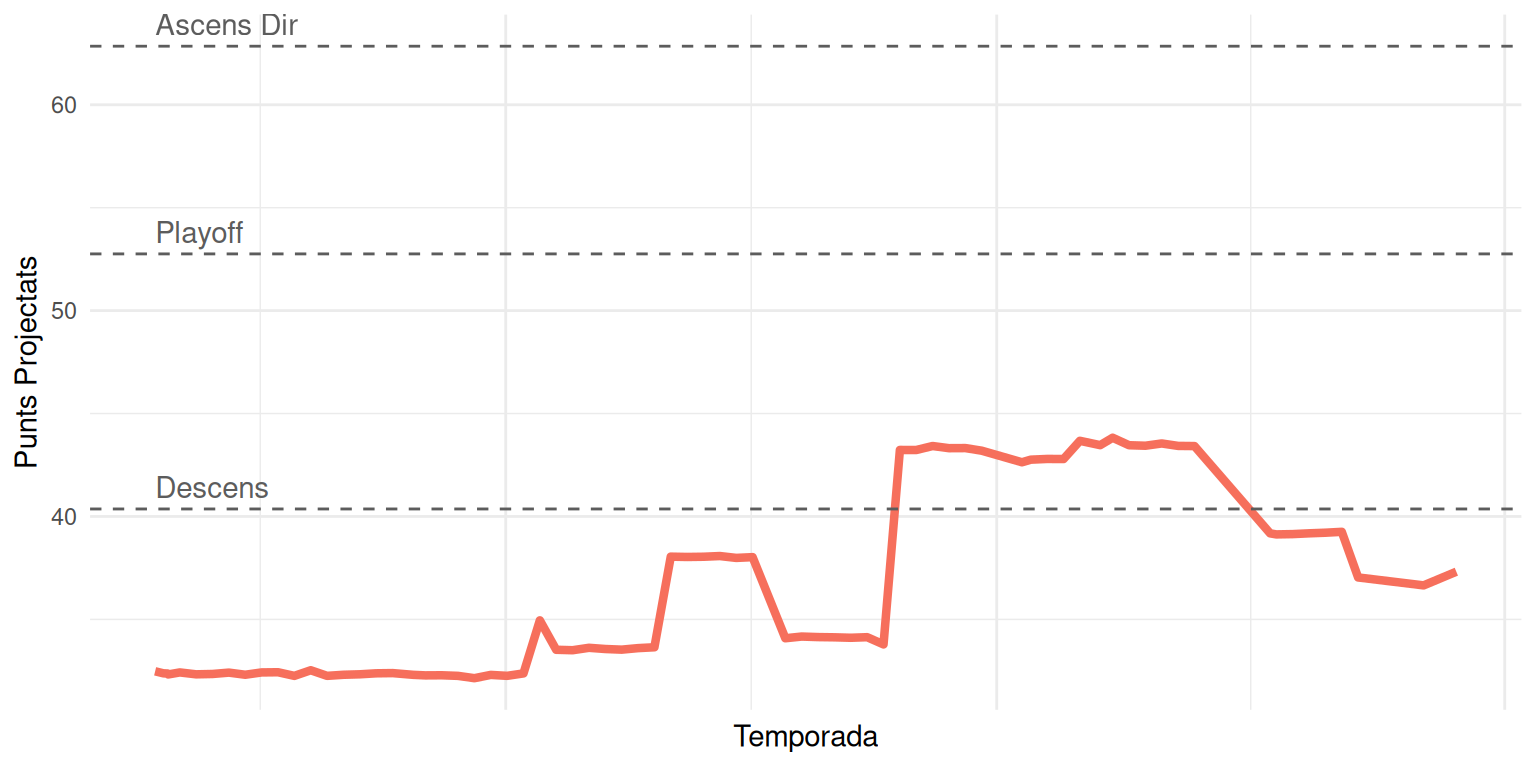 Ascens Dir
60
Playoff
50
Descens
40
Punts Projectats
Temporada